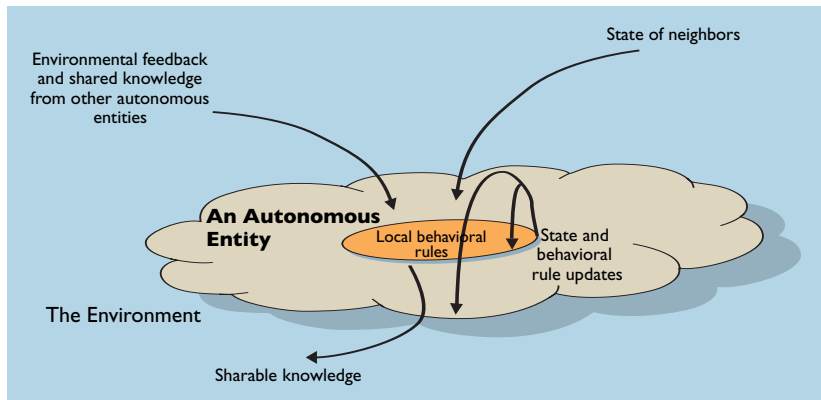 State of neighbors
Environmental feedback
and shared knowledge
from other autonomous
entities
An Autonomous
Entity
Local behavioral
rules
State and
behavioral
rule updates
The Environment
Sharable knowledge